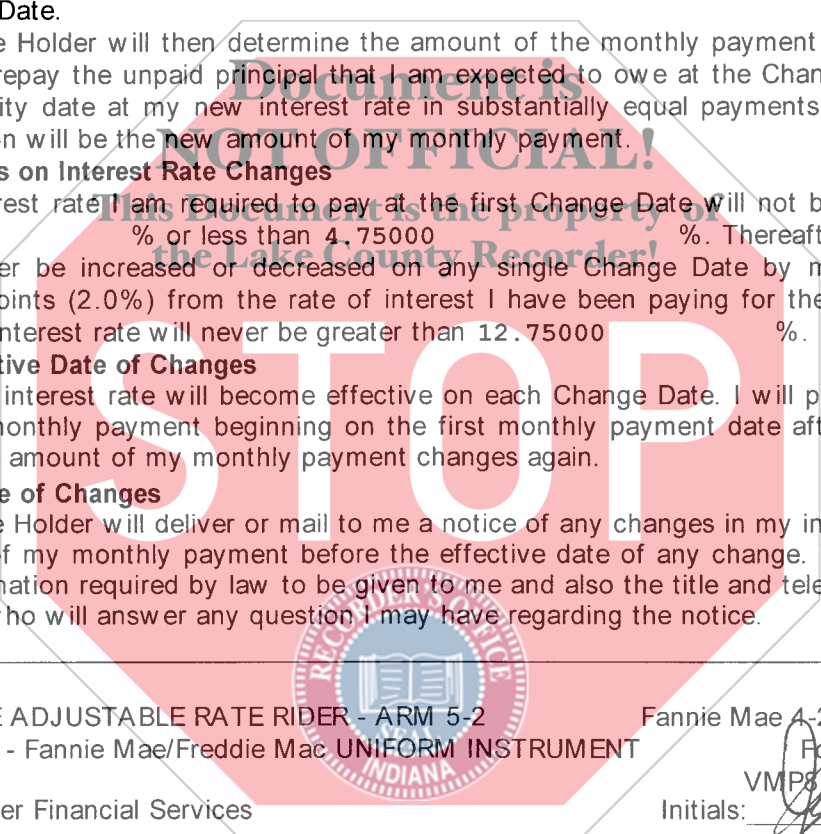 Date.
e Holder will then determine the amount of the monthly payment
repay the unpaid principal that I am expected to owe at the Chan
ity date at my new interest rate in substantially equal payments.
on will be the new amount of my monthly payment.
s on Interest Rate Changes
rest rate I am required to pay at the first Change Date will not b
% or less than 4.75000 %. Thereaft
er be increased or decreased on any single Change Date by m
oints (2.0%) from the rate of interest I have been paying for the
nterest rate will never be greater than 12.75000 %.
tive Date of Changes
interest rate will become effective on each Change Date. I will p
onthly payment beginning on the first monthly payment date aft
amount of my monthly payment changes again.
e of Changes
e Holder will deliver or mail to me a notice of any changes in my in
f my monthly payment before the effective date of any change.
nation required by law to be given to me and also the title and tele
ho will answer any question I may have regarding the notice.
E ADJUSTABLE RATE RIDER - ARM 5-2 Fannie Mae 4-2
- Fannie Mae/Freddie Mac UNIFORM INSTRUMENT Fo
VMP8
er Financial Services Initials:
Document is
NOT OFFICIAL!
This Document is the property of
the Lake County Recorder!
STOP
RECORDER'S OFFICE
SEAL
INDIANA